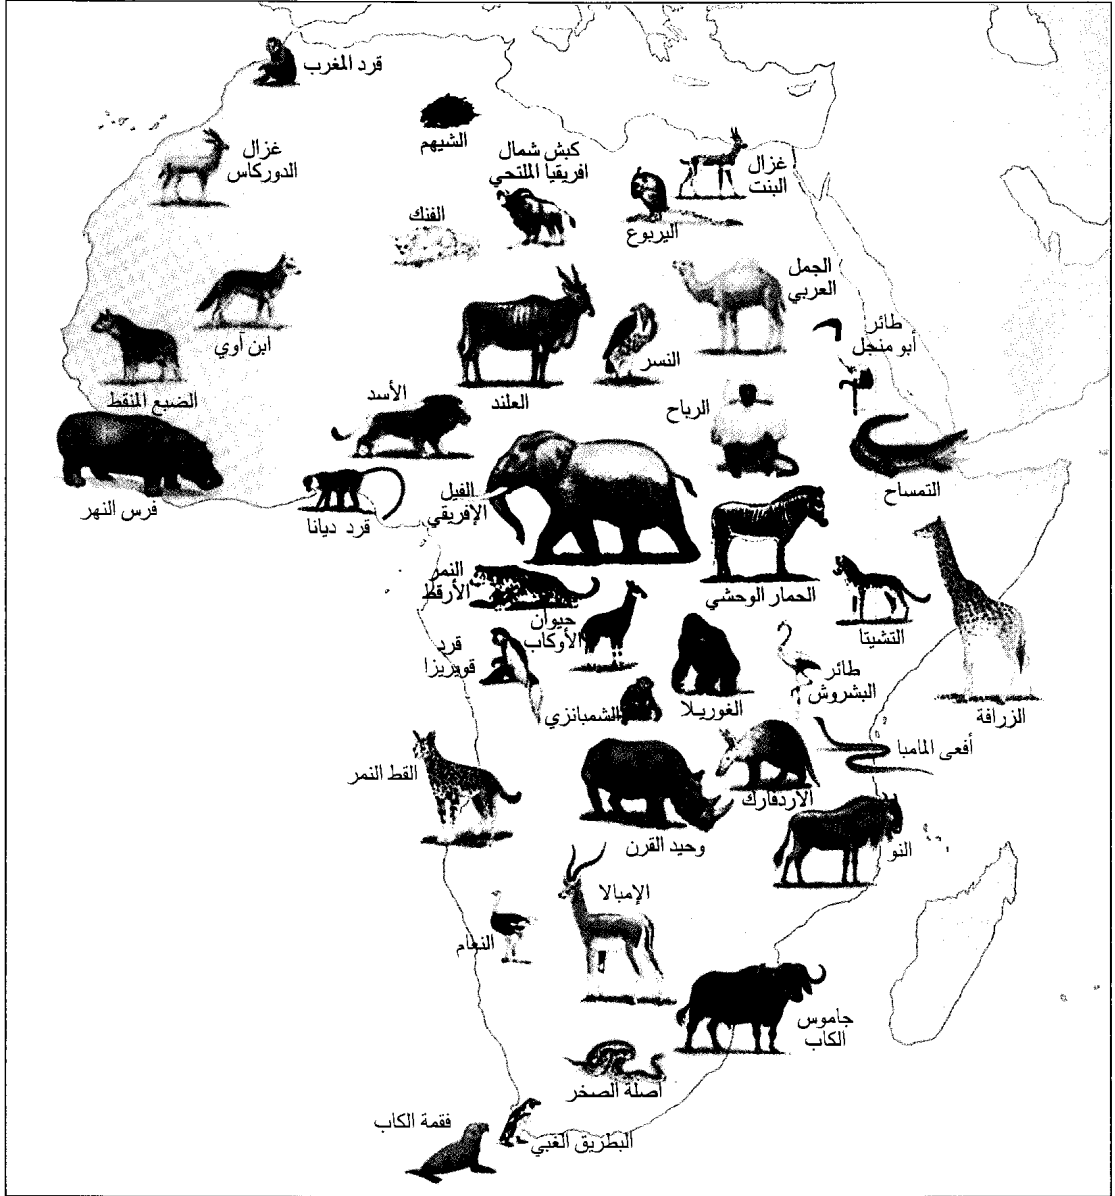 قرد المغرب
الشيهم
غزال
الدوركاس
كبش شمال
افريقيا الملتحي
غزال
البنت
الفنك
اليربوع
الجمل
العربي
ابن آوي
طائر
أبو منجل
النسر
الضبع المنقط
الأسد
العلند
الرباح
فرس النهر
قرد ديانا
الفيل
الإفريقي
التمساح
النمر
الأرقط
الحمار الوحشي
حيوان
الأوكاب
التشيتا
قرد
قويريزا
طائر
البشروش
الشمبانزي
الغوريلا
الزرافة
أفعى المامبا
القط النمر
الاردفارك
وحيد القرن
النو
الإمبالا
النعام
جاموس
الكاب
اصلة الصخر
فقمة الكاب
البطريق الغبي